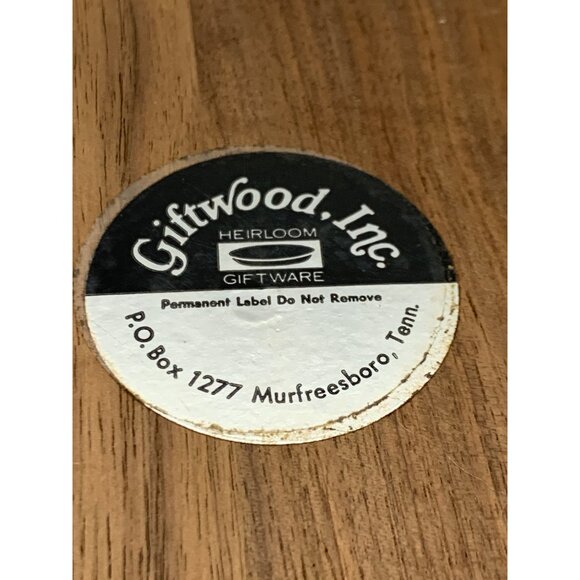 Giftwood, Inc.
HEIRLOOM
GIFTWARE
Permanent Label Do Not Remove
P.O. Box 1277 Murfreesboro, Tenn.